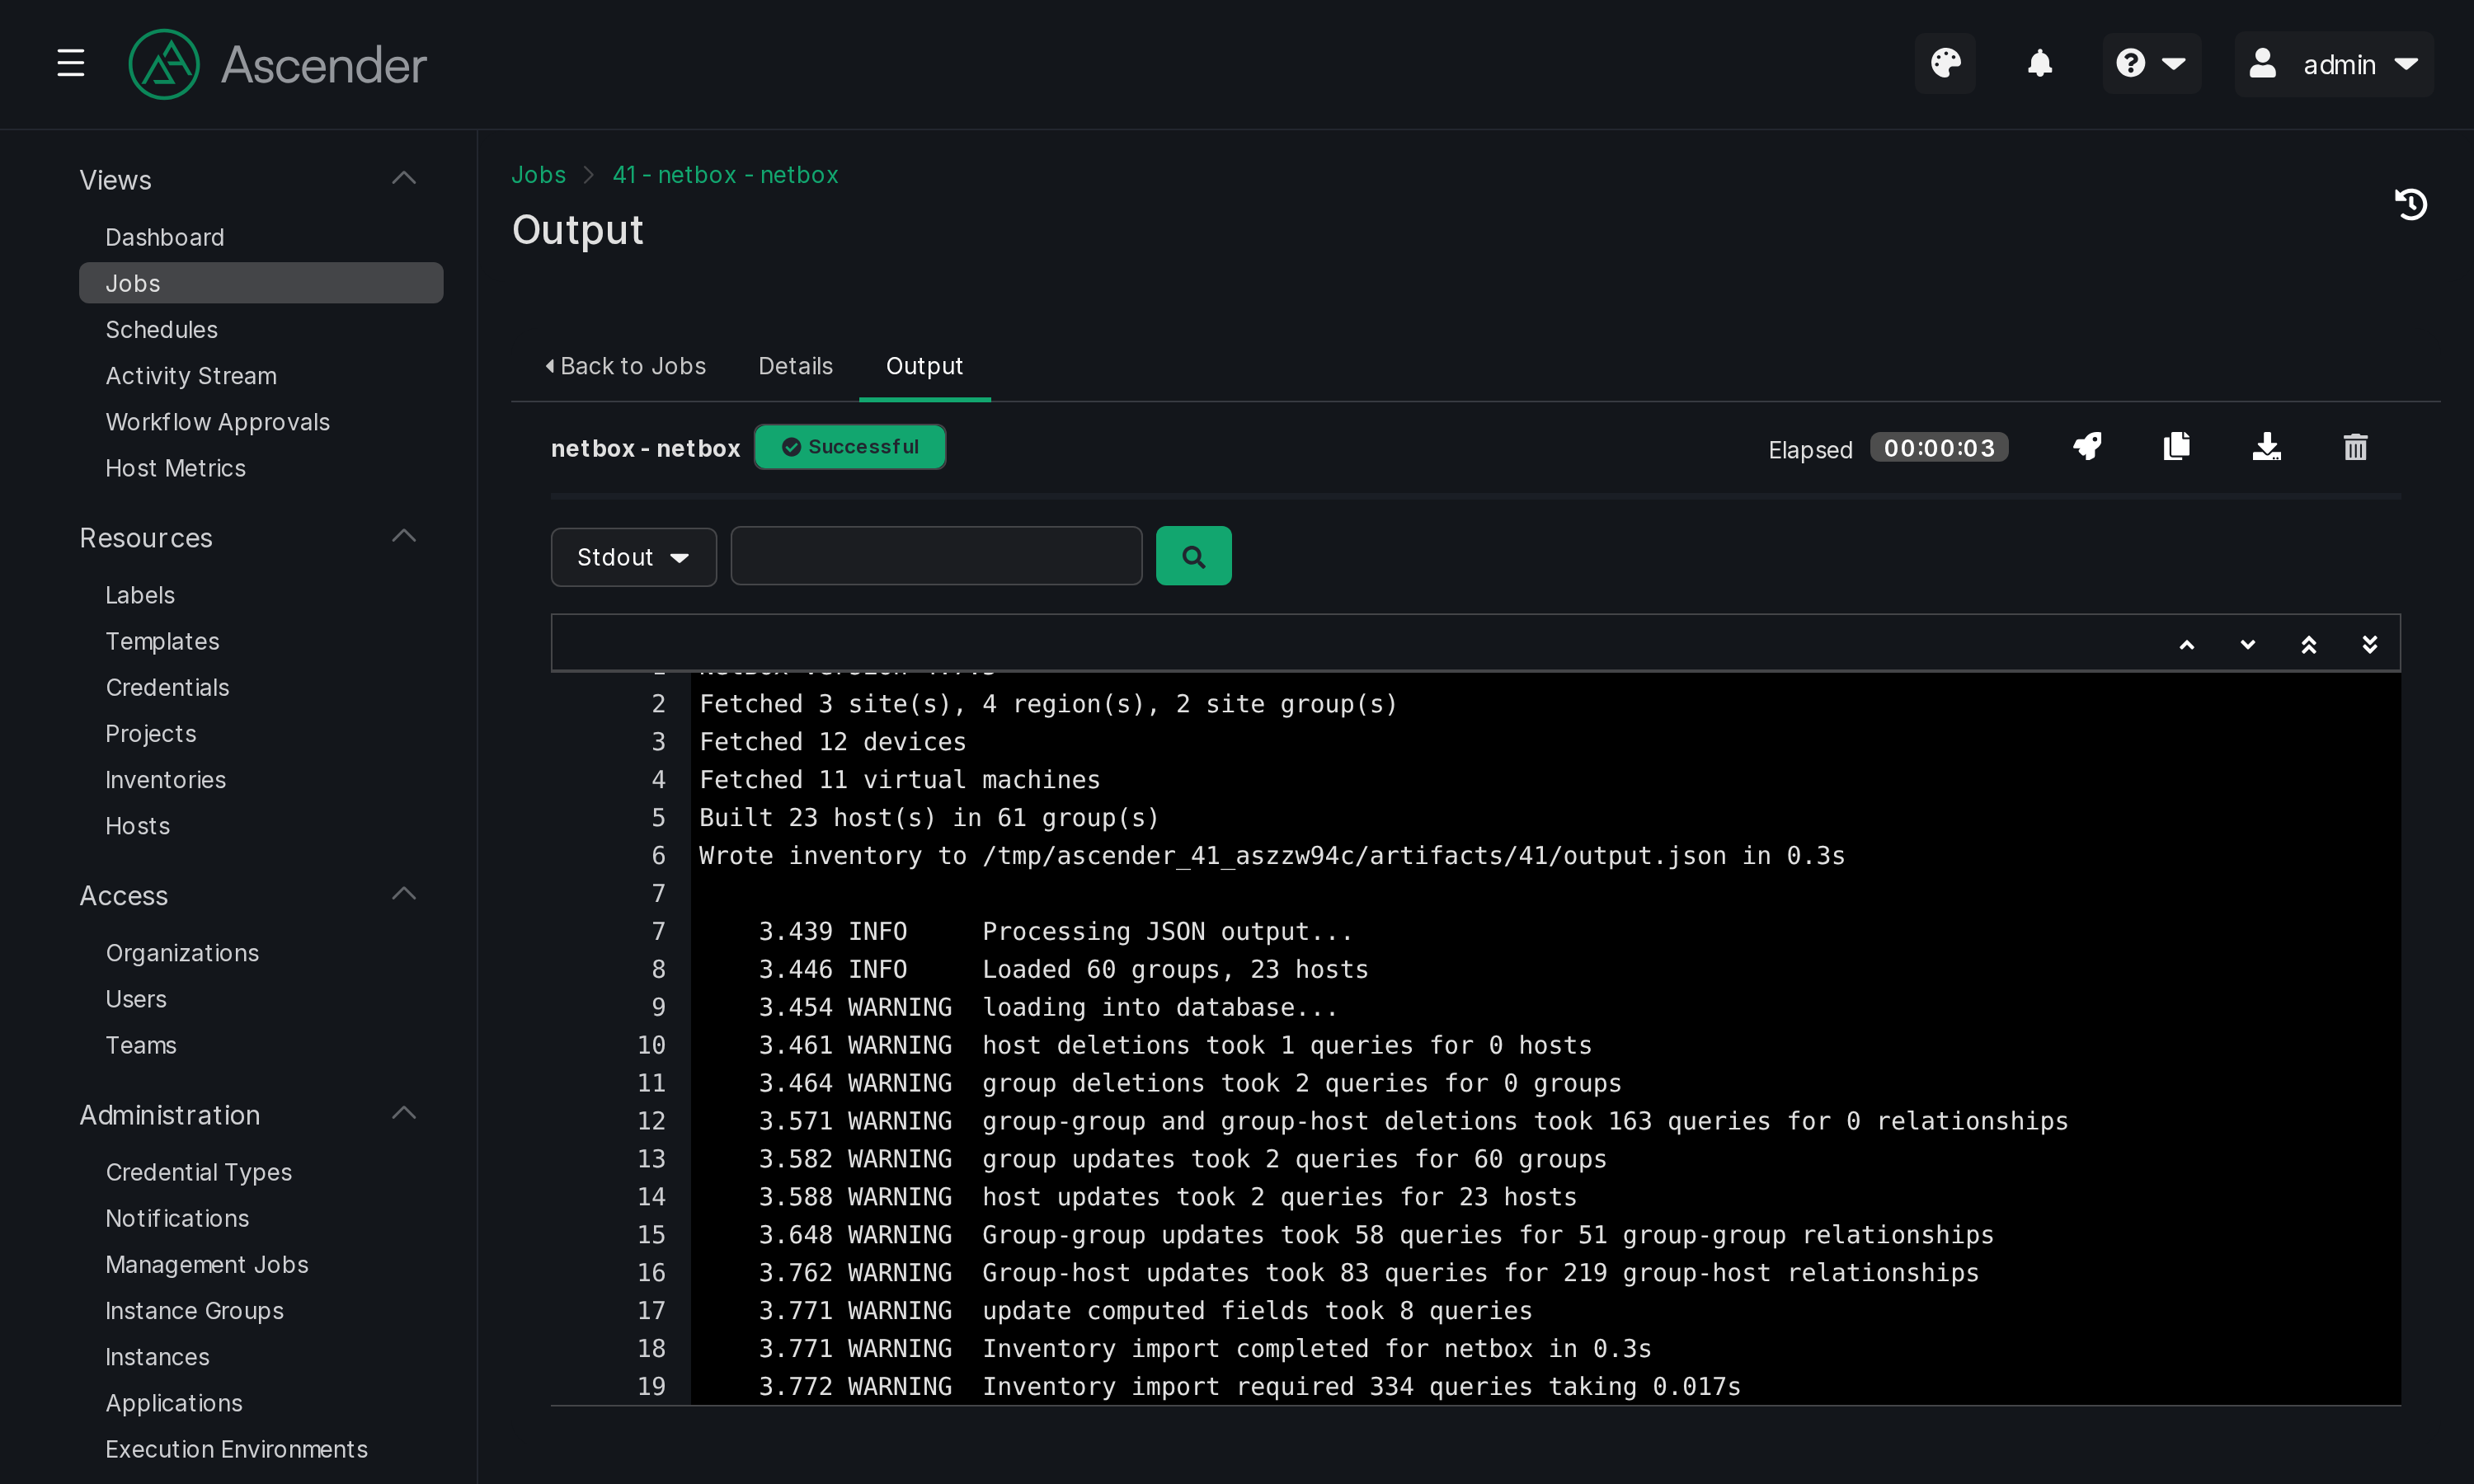 Ascender
admin
Views
Dashboard
Jobs
Schedules
Activity Stream
Workflow Approvals
Host Metrics
Resources
Labels
Templates
Credentials
Projects
Inventories
Hosts
Access
Organizations
Users
Teams
Administration
Credential Types
Notifications
Management Jobs
Instance Groups
Instances
Applications
Execution Environments
Jobs 41 - netbox - netbox
Output
Back to Jobs Details Output
netbox - netbox Successful Elapsed 00:00:03
Stdout
2 Fetched 3 site(s), 4 region(s), 2 site group(s)
3 Fetched 12 devices
4 Fetched 11 virtual machines
5 Built 23 host(s) in 61 group(s)
6 Wrote inventory to /tmp/ascender_41_aszzw94c/artifacts/41/output.json in 0.3s
7
7 3.439 INFO Processing JSON output...
8 3.446 INFO Loaded 60 groups, 23 hosts
9 3.454 WARNING loading into database...
10 3.461 WARNING host deletions took 1 queries for 0 hosts
11 3.464 WARNING group deletions took 2 queries for 0 groups
12 3.571 WARNING group-group and group-host deletions took 163 queries for 0 relationships
13 3.582 WARNING group updates took 2 queries for 60 groups
14 3.588 WARNING host updates took 2 queries for 23 hosts
15 3.648 WARNING Group-group updates took 58 queries for 51 group-group relationships
16 3.762 WARNING Group-host updates took 83 queries for 219 group-host relationships
17 3.771 WARNING update computed fields took 8 queries
18 3.771 WARNING Inventory import completed for netbox in 0.3s
19 3.772 WARNING Inventory import required 334 queries taking 0.017s